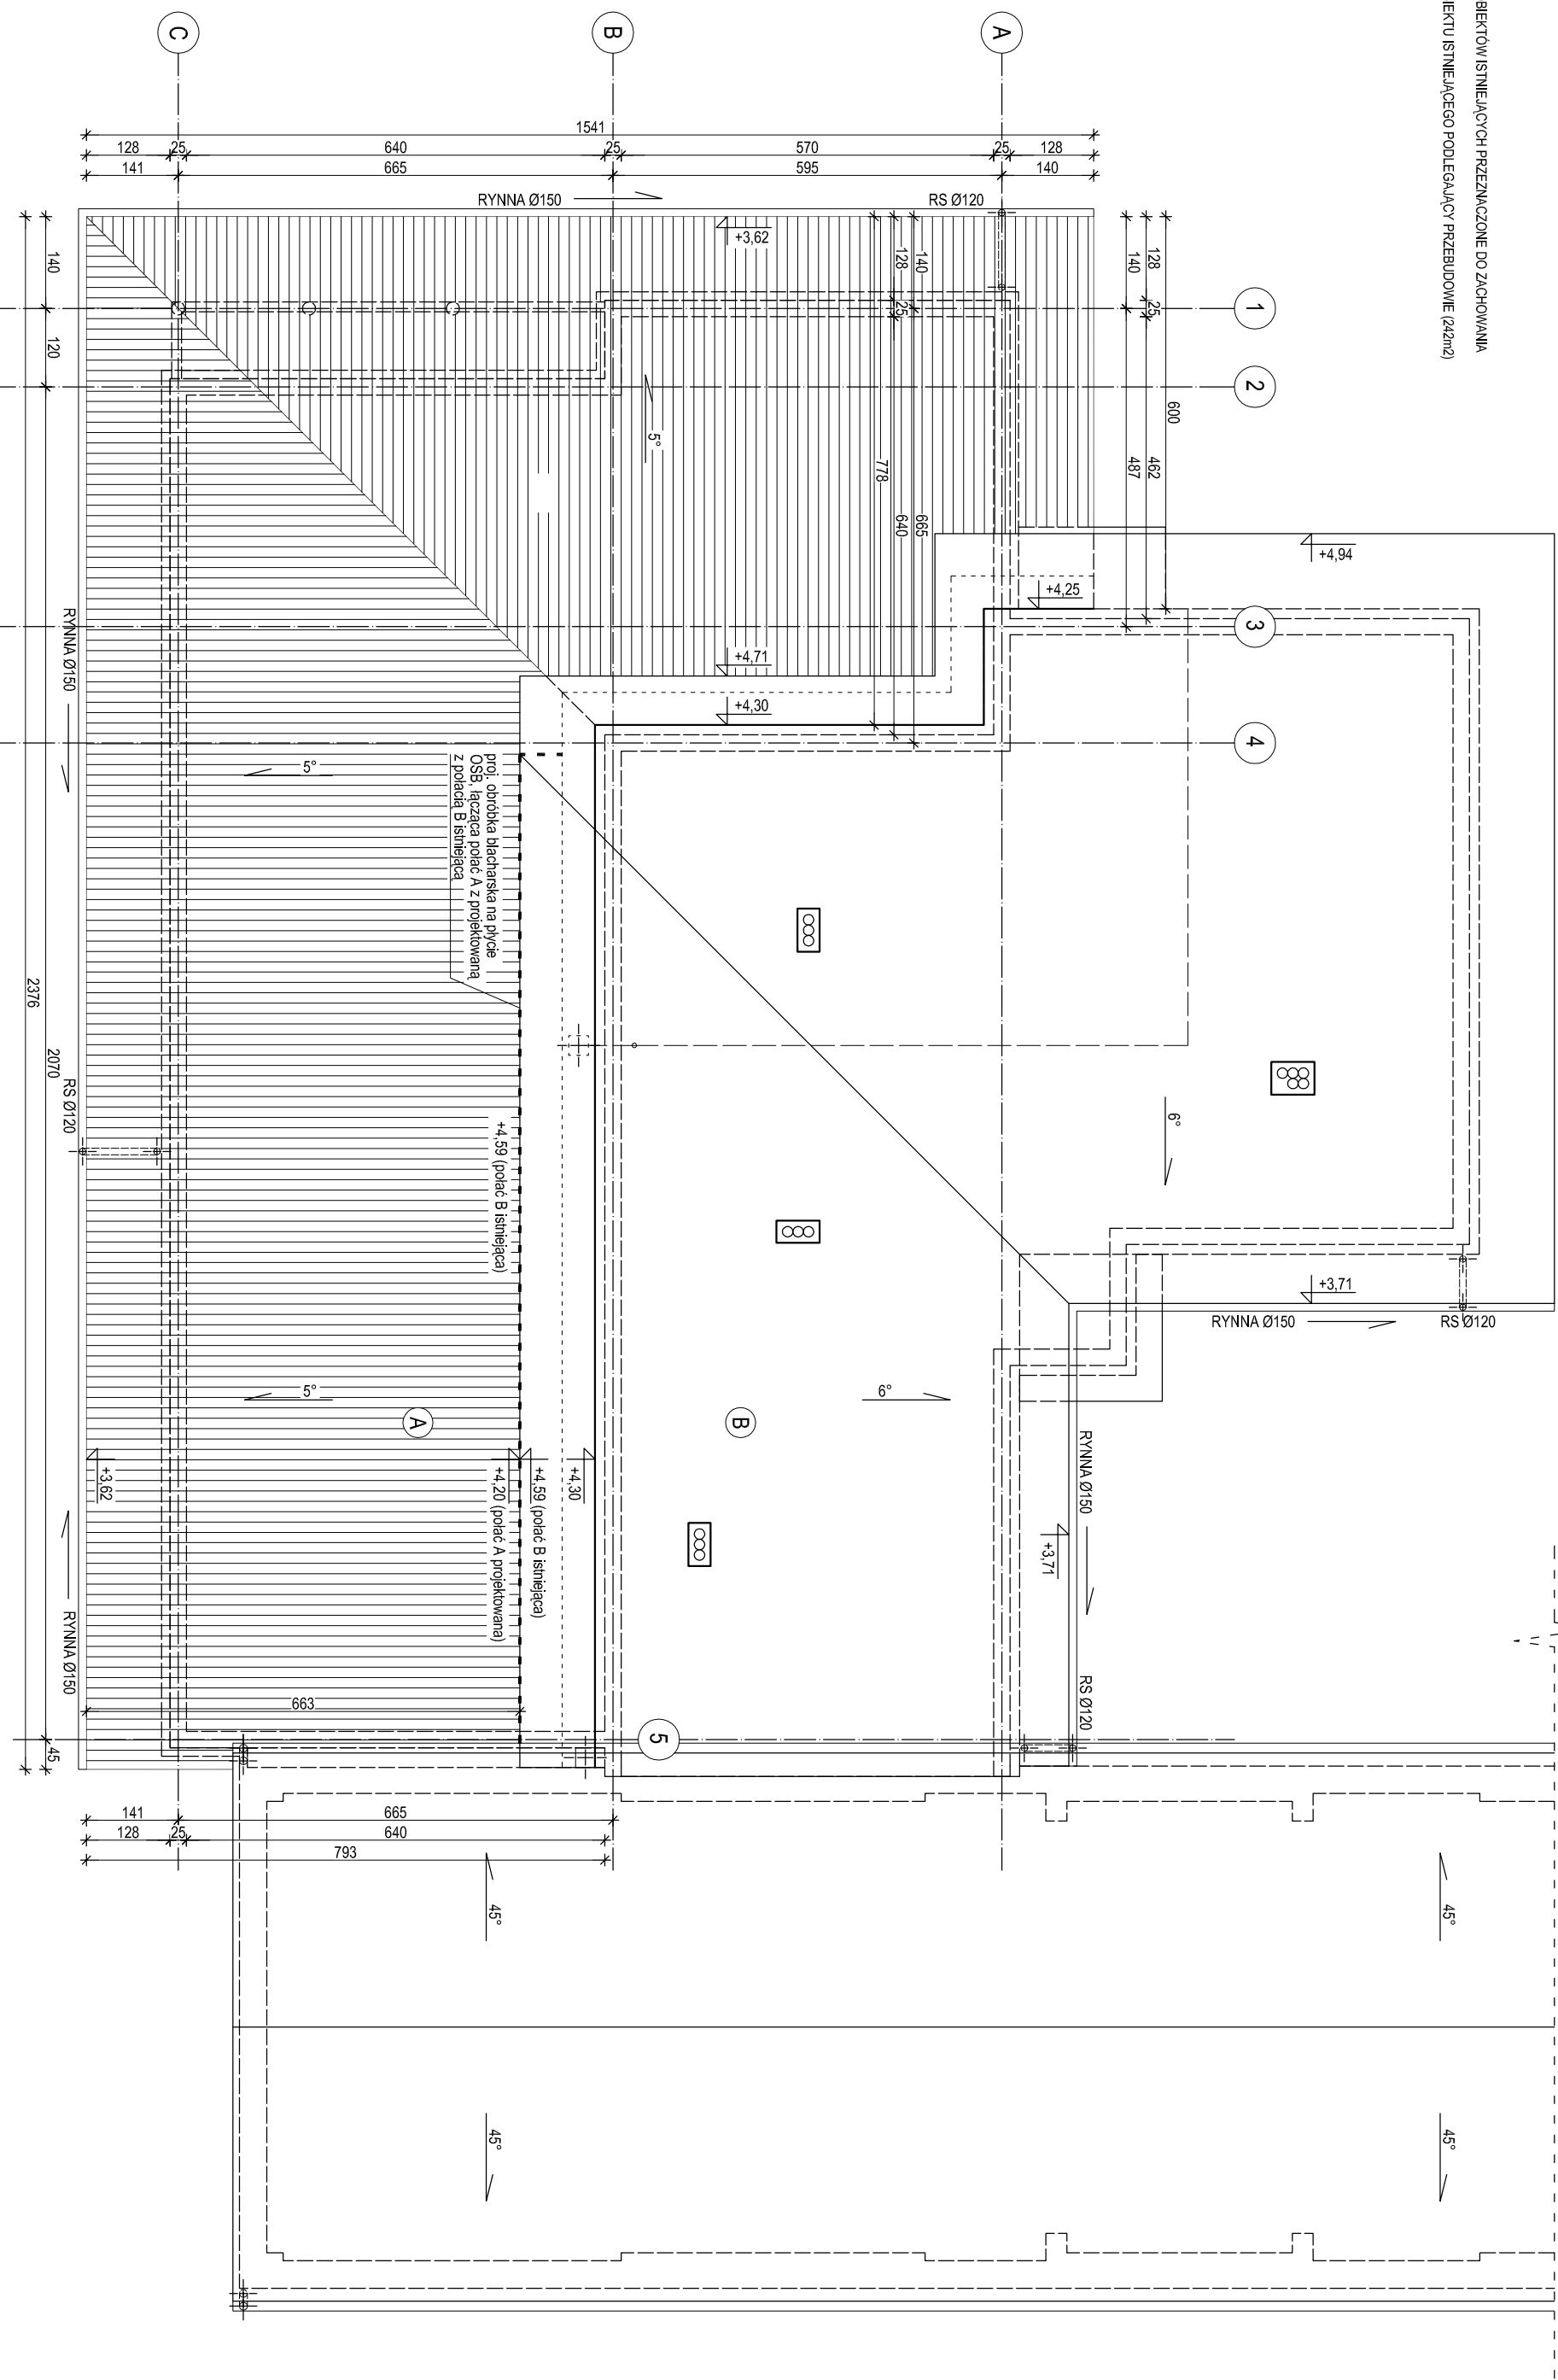 BIEKTÓW ISTNIEJĄCYCH PRZEZNACZONE DO ZACHOWANIA
IEKTU ISTNIEJĄCEGO PODLEGAJĄCY PRZEBUDOWIE (242m2)
C
B
A
1541
128
25
640
25
570
25
128
141
665
595
140
RYNNA Ø150
RS Ø120
+3,62
128
25
462
140
487
600
140
665
128
25
640
778
1
2
3
4
5
5°
+4,94
+4,25
+4,71
+4,30
140
120
2070
45
2376
RYNNA Ø150
5°
proj. obróbka blacharska na płycie
OSB, łącząca połać A z projektowaną
z połacia B istniejąca
6°
+4,59 (połać B istniejąca)
RS Ø120
+3,71
RYNNA Ø150
RS Ø120
5°
A
6°
B
+3,62
+4,20 (połać A projektowana)
+4,59 (połać B istniejąca)
+4,30
RYNNA Ø150
+3,71
RS Ø120
RYNNA Ø150
663
141
665
128
25
640
793
45°
45°
45°
45°